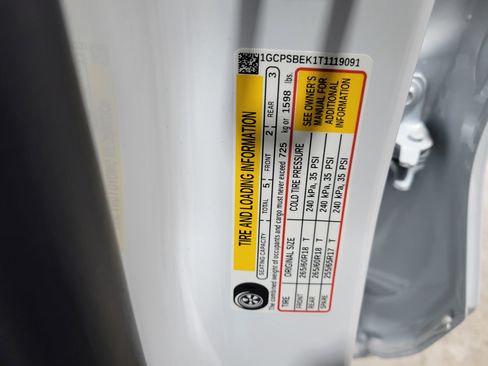 1GCPSBEK1T1119091
TIRE AND LOADING INFORMATION
SEATING CAPACITY TOTAL 5 FRONT 2 REAR 3
The combined weight of occupants and cargo must never exceed 725 kg or 1598 lbs.
TIRE ORIGINAL SIZE COLD TIRE PRESSURE
FRONT 265/60R18 T 240 kPa, 35 PSI
REAR 265/60R18 T 240 kPa, 35 PSI
SPARE 255/65R17 T 240 kPa, 35 PSI
SEE OWNER'S
MANUAL FOR
ADDITIONAL
INFORMATION